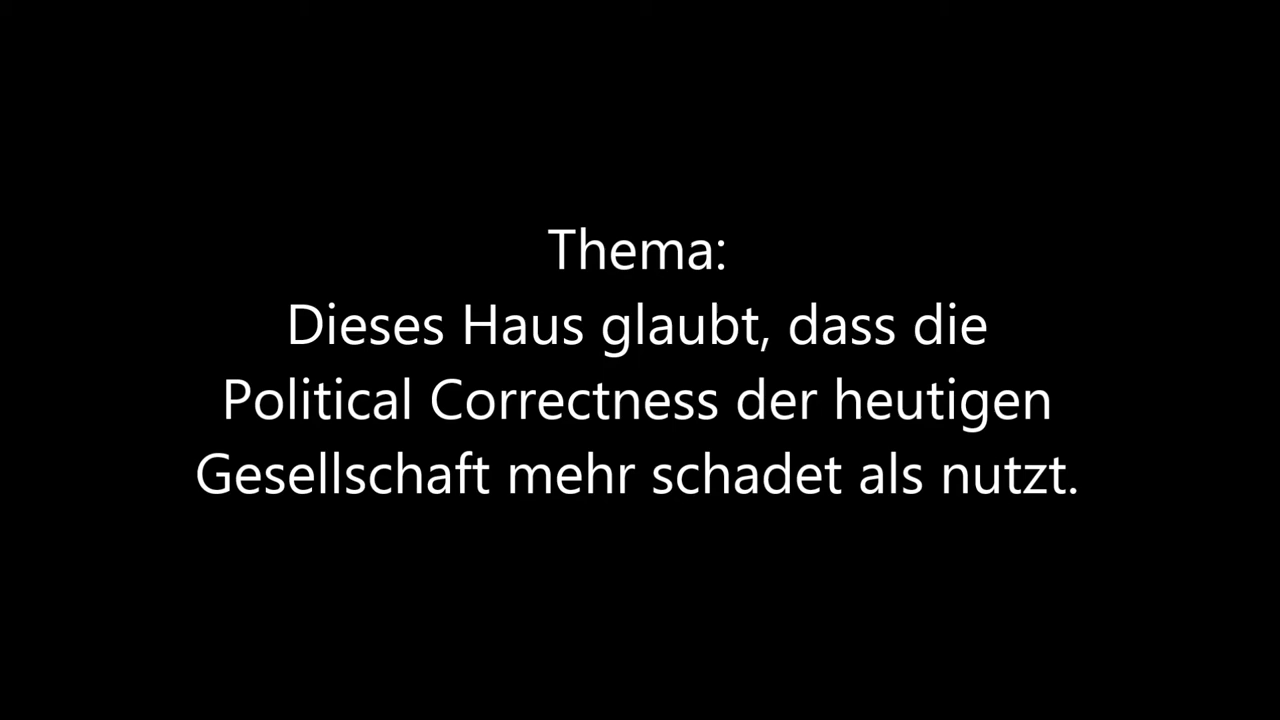 Thema:
Dieses Haus glaubt, dass die
Political Correctness der heutigen
Gesellschaft mehr schadet als nutzt.